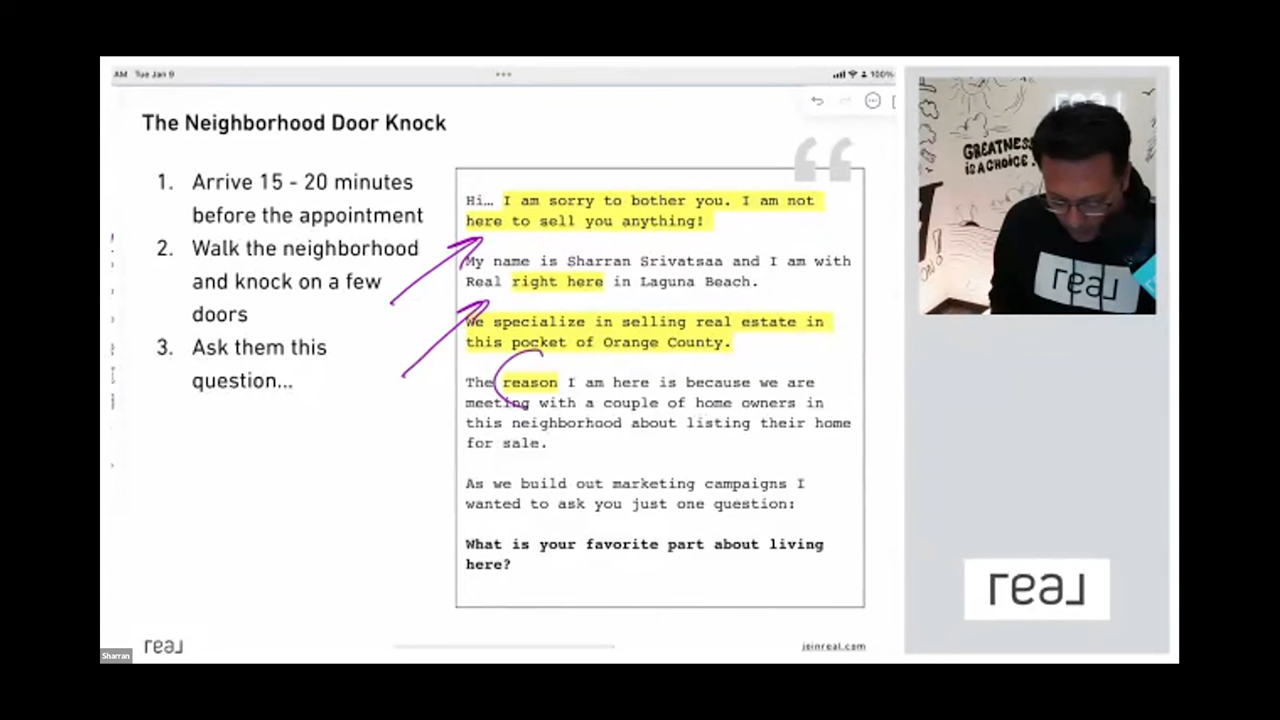 AM Tue Jan 9
100%
The Neighborhood Door Knock
1. Arrive 15 - 20 minutes
before the appointment
2. Walk the neighborhood
and knock on a few
doors
3. Ask them this
question...
Hi… I am sorry to bother you. I am not
here to sell you anything!
My name is Sharran Srivatsaa and I am with
Real right here in Laguna Beach.
We specialize in selling real estate in
this pocket of Orange County.
The reason I am here is because we are
meeting with a couple of home owners in
this neighborhood about listing their home
for sale.
As we build out marketing campaigns I
wanted to ask you just one question:
What is your favorite part about living
here?
real
joinreal.com
Sharran
real
GREATNESS
IS A CHOICE!
real
real